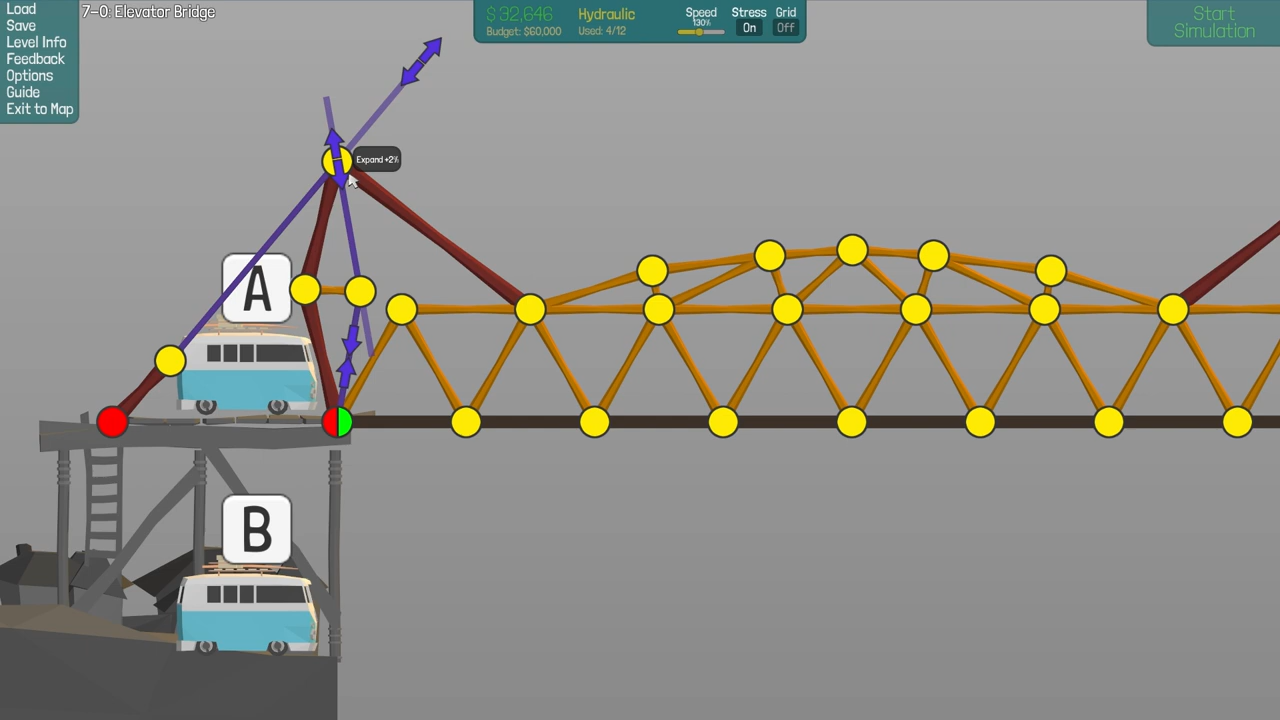 Load
Save
Level Info
Feedback
Options
Guide
Exit to Map
7-0: Elevator Bridge
$ 32,646
Budget: $60,000
Hydraulic
Used: 4/12
Speed
130%
Stress
On
Grid
Off
Start
Simulation
Expand +2%
A
B